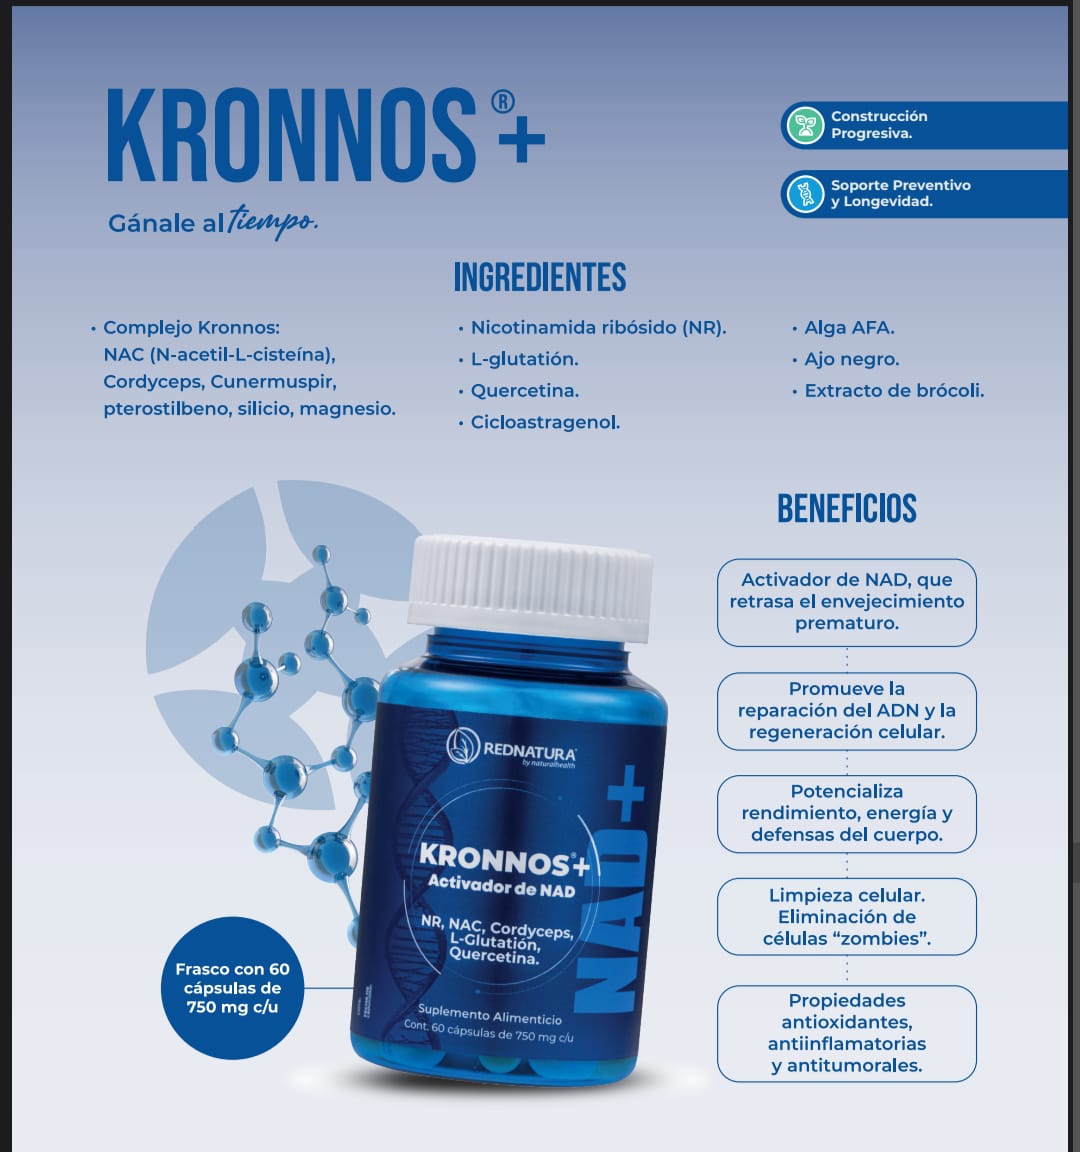 KRONNOS®+
Gánale al tiempo.
Construcción
Progresiva.
Soporte Preventivo
y Longevidad.
INGREDIENTES
• Complejo Kronnos:
NAC (N-acetil-L-cisteína),
Cordyceps, Cunermuspir,
pterostilbeno, silicio, magnesio.
• Nicotinamida ribósido (NR).
• L-glutatión.
• Quercetina.
• Cicloastragenol.
• Alga AFA.
• Ajo negro.
• Extracto de brócoli.
BENEFICIOS
Activador de NAD, que
retrasa el envejecimiento
prematuro.
Promueve la
reparación del ADN y la
regeneración celular.
Potencializa
rendimiento, energía y
defensas del cuerpo.
Limpieza celular.
Eliminación de
células “zombies”.
Propiedades
antioxidantes,
antiinflamatorias
y antitumorales.
REDNATURA
by naturalhealth
KRONNOS®+
Activador de NAD
NR, NAC, Cordyceps,
L-Glutatión,
Quercetina.
Suplemento Alimenticio
Cont. 60 cápsulas de 750 mg c/u
NAD+
Frasco con 60
cápsulas de
750 mg c/u